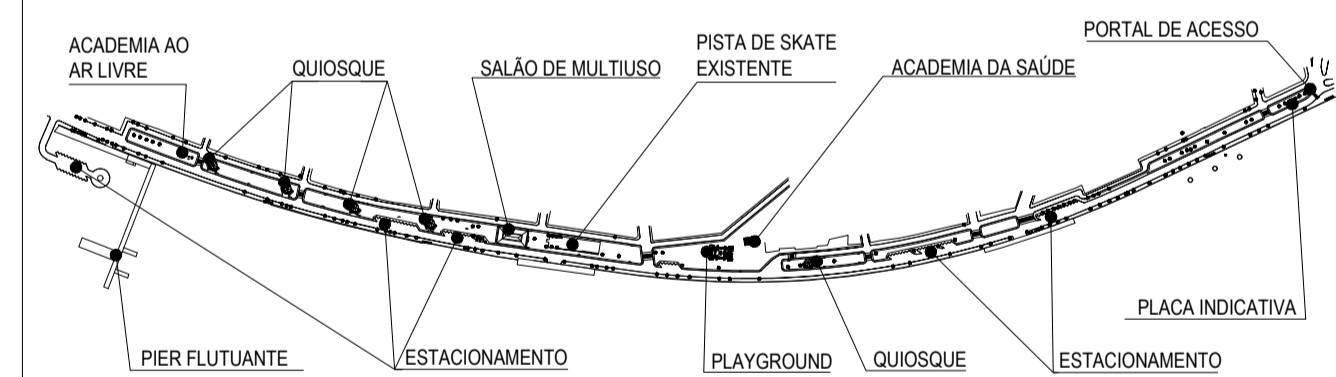 PORTAL DE ACESSO
ACADEMIA AO
AR LIVRE
QUIOSQUE
SALÃO DE MULTIUSO
PISTA DE SKATE
EXISTENTE
ACADEMIA DA SAÚDE
PLACA INDICATIVA
PIER FLUTUANTE
ESTACIONAMENTO
PLAYGROUND
QUIOSQUE
ESTACIONAMENTO